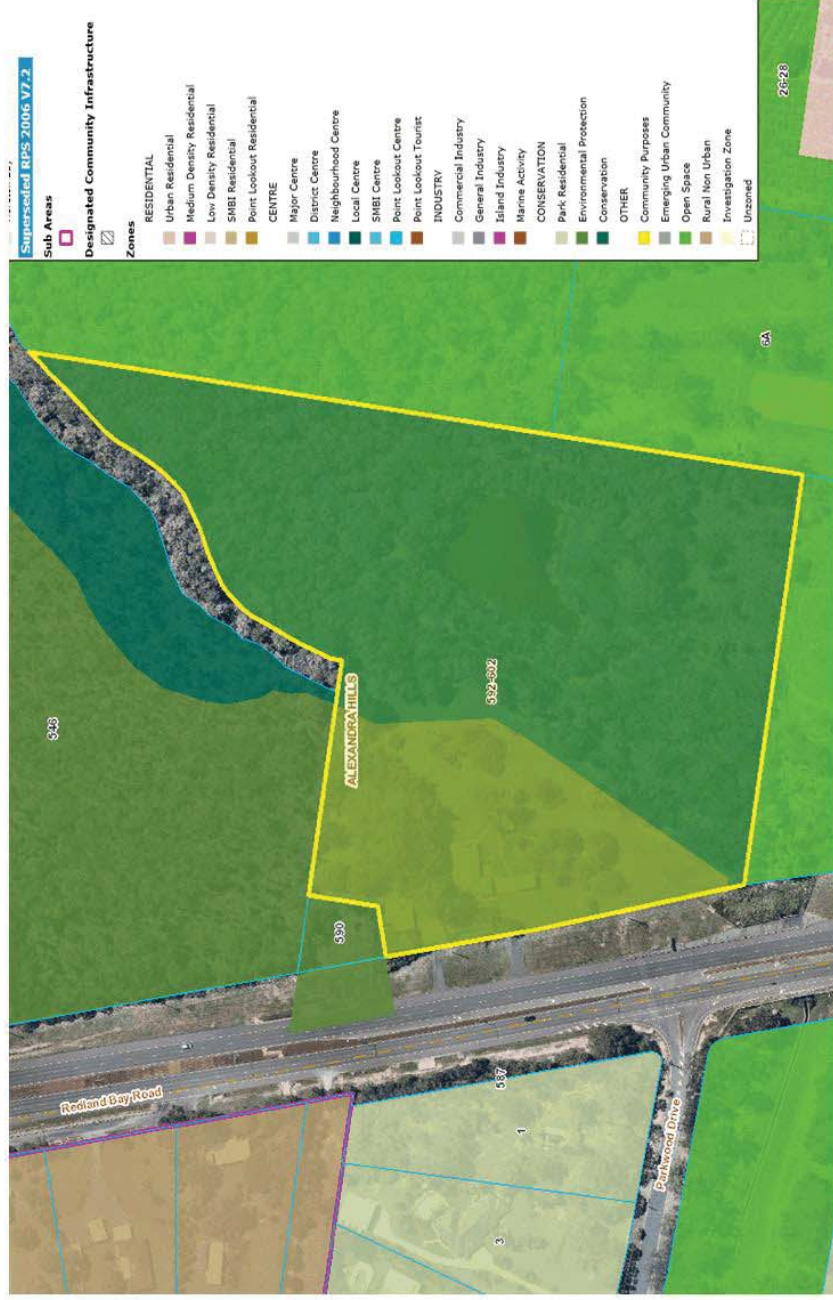 Superseded RPS 2006 V7.2
Sub Areas
Designated Community Infrastructure
Zones
RESIDENTIAL
Urban Residential
Medium Density Residential
Low Density Residential
SMBI Residential
Point Lookout Residential
CENTRE
Major Centre
District Centre
Neighbourhood Centre
Local Centre
SMBI Centre
Point Lookout Centre
Point Lookout Tourist
INDUSTRY
Commercial Industry
General Industry
Island Industry
Marine Activity
CONSERVATION
Park Residential
Environmental Protection
Conservation
OTHER
Community Purposes
Emerging Urban Community
Open Space
Rural Non Urban
Investigation Zone
Unzoned
26-28
6A
546
ALEXANDRA HILLS
592-602
590
Redland Bay Road
587
1
3
Parkwood Drive